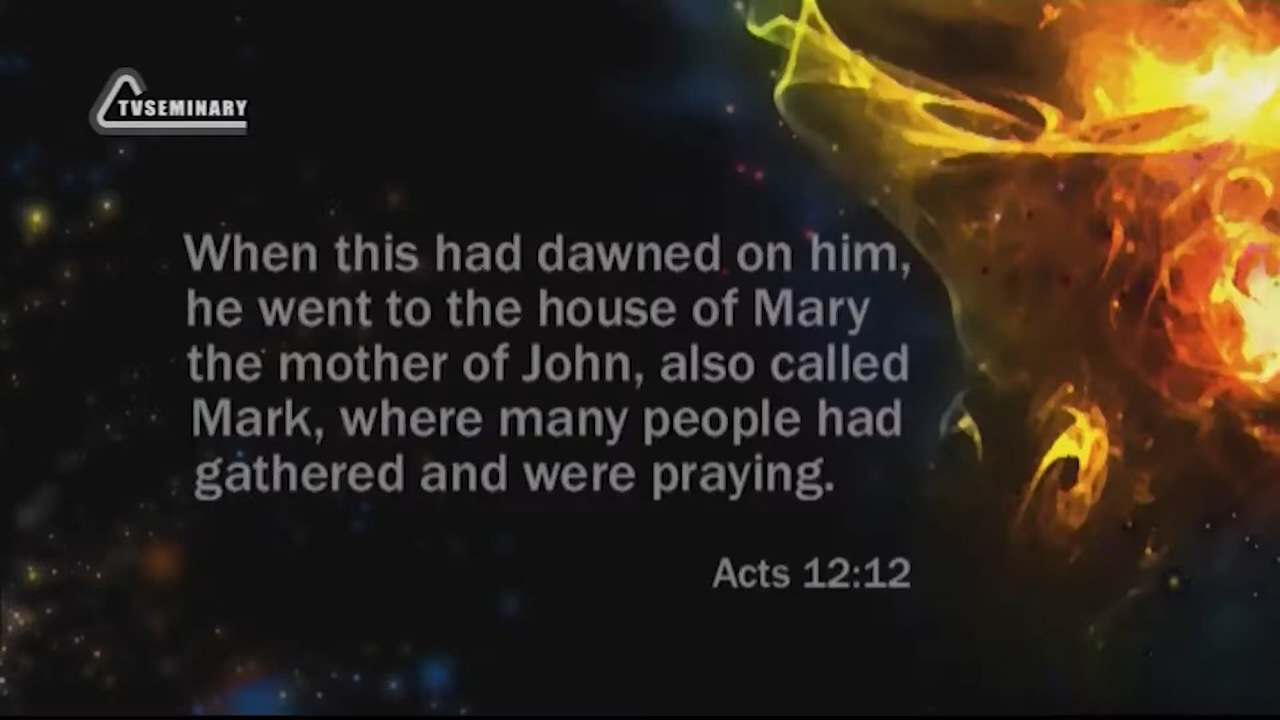 TVSEMINARY
When this had dawned on him,
he went to the house of Mary
the mother of John, also called
Mark, where many people had
gathered and were praying.
Acts 12:12